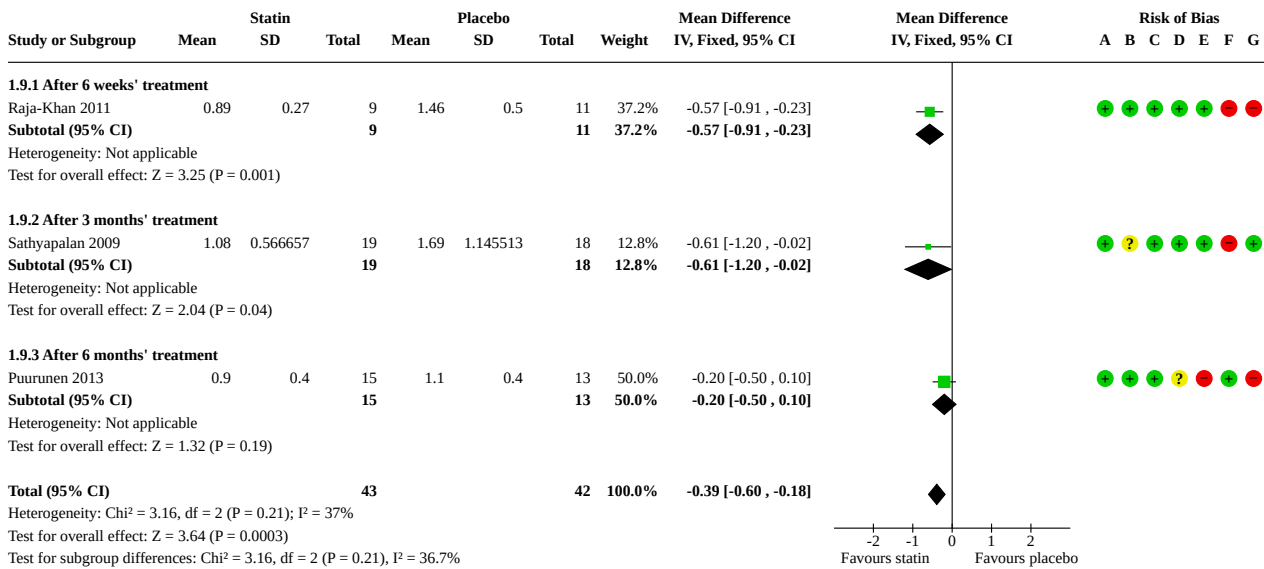 Statin Placebo Mean Difference Mean Difference Risk of Bias
Study or Subgroup Mean SD Total Mean SD Total Weight IV, Fixed, 95% CI IV, Fixed, 95% CI A B C D E F G
1.9.1 After 6 weeks' treatment
Raja-Khan 2011 0.89 0.27 9 1.46 0.5 11 37.2% -0.57 [-0.91 , -0.23] + + + + + − −
Subtotal (95% CI) 9 11 37.2% -0.57 [-0.91 , -0.23]
Heterogeneity: Not applicable
Test for overall effect: Z = 3.25 (P = 0.001)
1.9.2 After 3 months' treatment
Sathyapalan 2009 1.08 0.566657 19 1.69 1.145513 18 12.8% -0.61 [-1.20 , -0.02] + ? + + + − +
Subtotal (95% CI) 19 18 12.8% -0.61 [-1.20 , -0.02]
Heterogeneity: Not applicable
Test for overall effect: Z = 2.04 (P = 0.04)
1.9.3 After 6 months' treatment
Puurunen 2013 0.9 0.4 15 1.1 0.4 13 50.0% -0.20 [-0.50 , 0.10] + + + ? − + −
Subtotal (95% CI) 15 13 50.0% -0.20 [-0.50 , 0.10]
Heterogeneity: Not applicable
Test for overall effect: Z = 1.32 (P = 0.19)
Total (95% CI) 43 42 100.0% -0.39 [-0.60 , -0.18]
Heterogeneity: Chi² = 3.16, df = 2 (P = 0.21); I² = 37%
Test for overall effect: Z = 3.64 (P = 0.0003)
-2 -1 0 1 2
Test for subgroup differences: Chi² = 3.16, df = 2 (P = 0.21), I² = 36.7% Favours statin Favours placebo